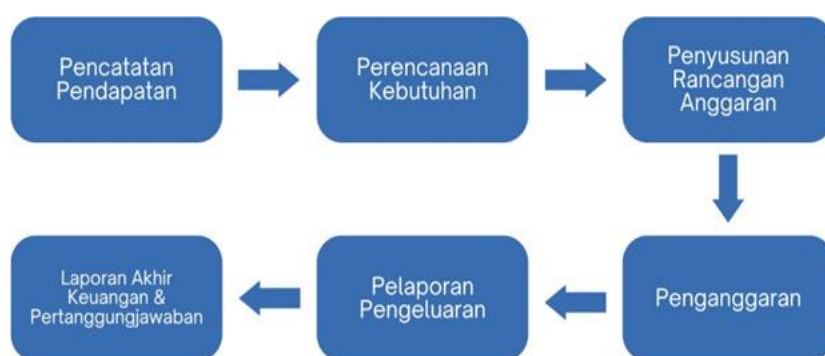 Pencatatan
Pendapatan
Perencanaan
Kebutuhan
Penyusunan
Rancangan
Anggaran
Penganggaran
Pelaporan
Pengeluaran
Laporan Akhir
Keuangan &
Pertanggungjawaban